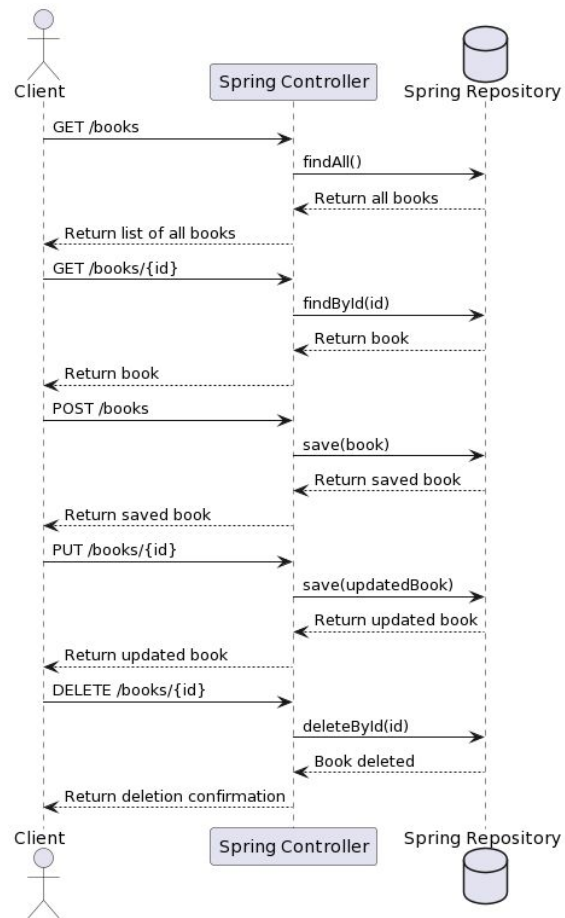 Client
Spring Controller
Spring Repository
GET /books
findAll()
Return all books
Return list of all books
GET /books/{id}
findById(id)
Return book
Return book
POST /books
save(book)
Return saved book
Return saved book
PUT /books/{id}
save(updatedBook)
Return updated book
Return updated book
DELETE /books/{id}
deleteById(id)
Book deleted
Return deletion confirmation
Client
Spring Controller
Spring Repository